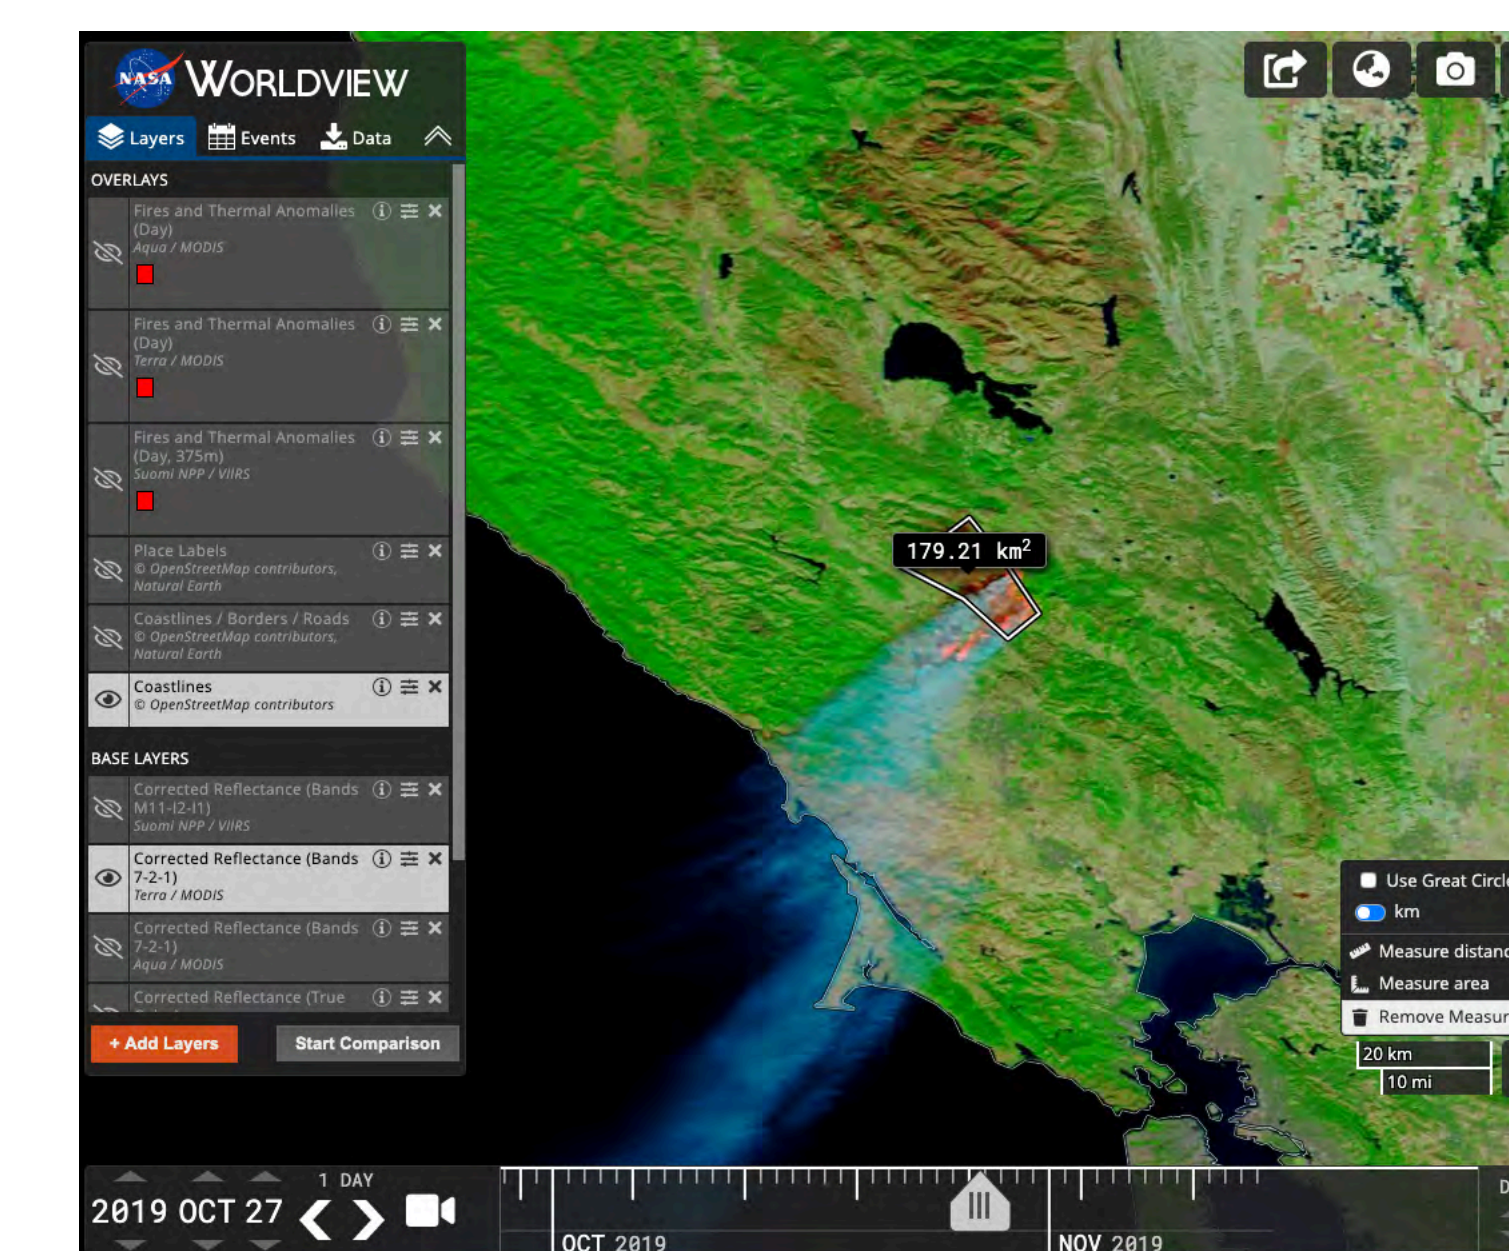 NASA WORLDVIEW
Layers Events Data
OVERLAYS
Fires and Thermal Anomalies
(Day)
Aqua / MODIS
Fires and Thermal Anomalies
(Day)
Terra / MODIS
Fires and Thermal Anomalies
(Day, 375m)
Suomi NPP / VIIRS
Place Labels
© OpenStreetMap contributors,
Natural Earth
Coastlines / Borders / Roads
© OpenStreetMap contributors,
Natural Earth
Coastlines
© OpenStreetMap contributors
BASE LAYERS
Corrected Reflectance (Bands
M11-I2-I1)
Suomi NPP / VIIRS
Corrected Reflectance (Bands
7-2-1)
Terra / MODIS
Corrected Reflectance (Bands
7-2-1)
Aqua / MODIS
Corrected Reflectance (True
+ Add Layers Start Comparison
179.21 km²
Use Great Circle
km
Measure distanc
Measure area
Remove Measur
20 km
10 mi
1 DAY
2019 OCT 27
OCT 2019 NOV 2019